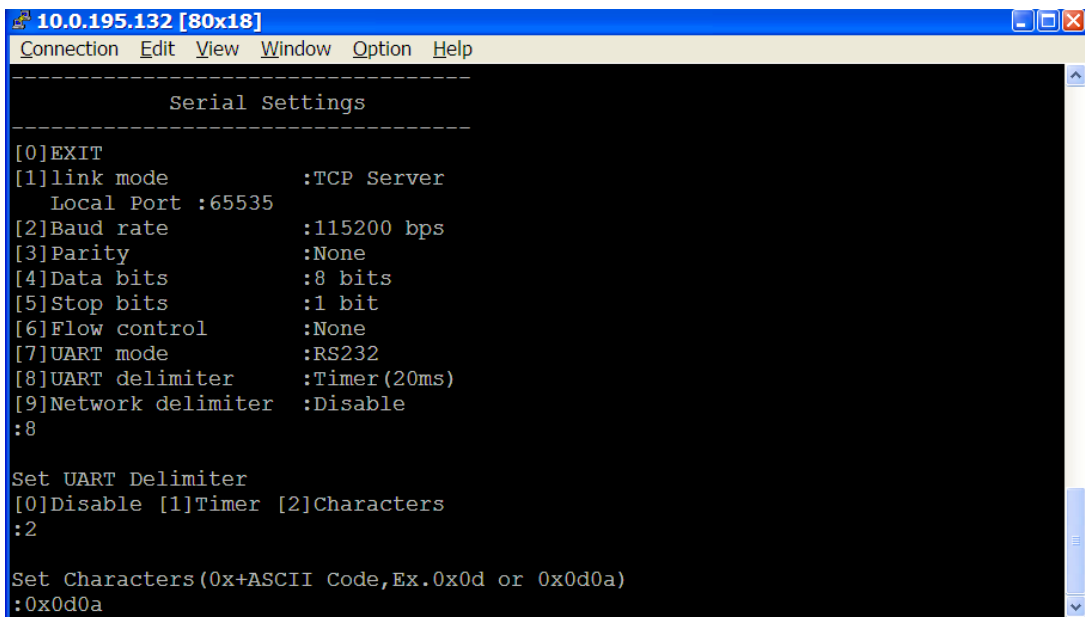 10.0.195.132 [80x18]
Connection Edit View Window Option Help
-----------------------------------
Serial Settings
-----------------------------------
[0]EXIT
[1]link mode :TCP Server
Local Port :65535
[2]Baud rate :115200 bps
[3]Parity :None
[4]Data bits :8 bits
[5]Stop bits :1 bit
[6]Flow control :None
[7]UART mode :RS232
[8]UART delimiter :Timer(20ms)
[9]Network delimiter :Disable
:8
Set UART Delimiter
[0]Disable [1]Timer [2]Characters
:2
Set Characters(0x+ASCII Code,Ex.0x0d or 0x0d0a)
:0x0d0a